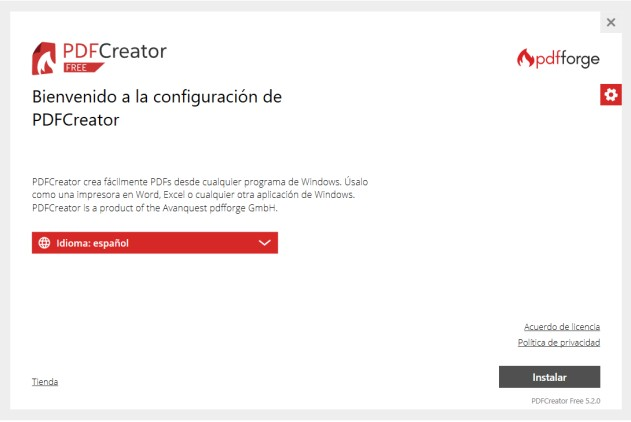 PDFCreator
FREE
pdfforge
Bienvenido a la configuración de
PDFCreator
PDFCreator crea fácilmente PDFs desde cualquier programa de Windows. Úsalo
como una impresora en Word, Excel o cualquier otra aplicación de Windows.
PDFCreator is a product of the Avanquest pdfforge GmbH.
Idioma: español
Acuerdo de licencia
Política de privacidad
Tienda
Instalar
PDFCreator Free 5.2.0